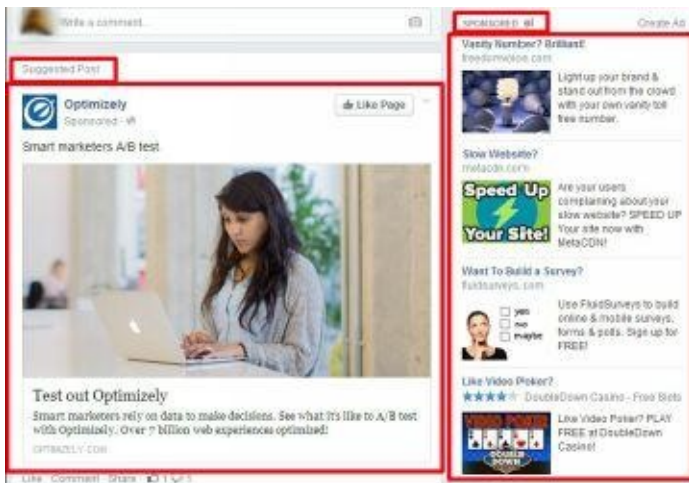 Write a comment...
Suggested Post
Optimizely
Sponsored
Like Page
Smart marketers A/B test
Test out Optimizely
Smart marketers rely on data to make decisions. See what it's like to A/B test
with Optimizely. Over 7 billion web experiences optimized!
OPTIMIZELY.COM
Like Comment Share 1 1
SPONSORED
Create Ad
Vanity Number? Brilliant!
freedomvoice.com
Light up your brand &
stand out from the crowd
with your own vanity toll
free number.
Slow Website?
metacdn.com
Speed Up
Your Site!
Are your users
complaining about your
slow website? SPEED UP
Your site now with
MetaCDN!
Want To Build a Survey?
fluidsurveys.com
yes
no
maybe
Use FluidSurveys to build
online & mobile surveys,
forms & polls. Sign up for
FREE!
Like Video Poker?
DoubleDown Casino - Free Slots
VIDEO POKER
DOUBLE
DOWN
Like Video Poker? PLAY
FREE at DoubleDown
Casino!